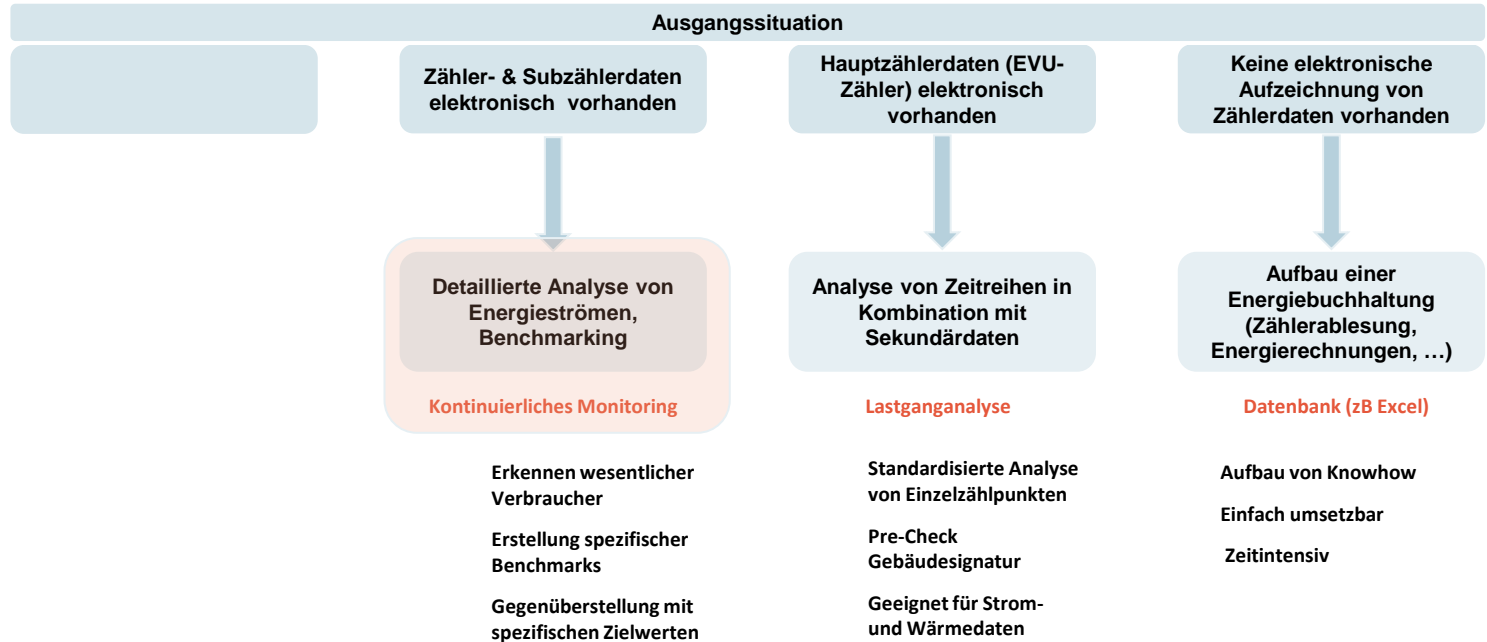 Ausgangssituation
Zähler- & Subzählerdaten
elektronisch vorhanden
Hauptzählerdaten (EVU-
Zähler) elektronisch
vorhanden
Keine elektronische
Aufzeichnung von
Zählerdaten vorhanden
Detaillierte Analyse von
Energieströmen,
Benchmarking
Analyse von Zeitreihen in
Kombination mit
Sekundärdaten
Aufbau einer
Energiebuchhaltung
(Zählerablesung,
Energierechnungen, …)
Kontinuierliches Monitoring
Lastganganalyse
Datenbank (zB Excel)
Erkennen wesentlicher
Verbraucher
Erstellung spezifischer
Benchmarks
Gegenüberstellung mit
spezifischen Zielwerten
Standardisierte Analyse
von Einzelzählpunkten
Pre-Check
Gebäudesignatur
Geeignet für Strom-
und Wärmedaten
Aufbau von Knowhow
Einfach umsetzbar
Zeitintensiv